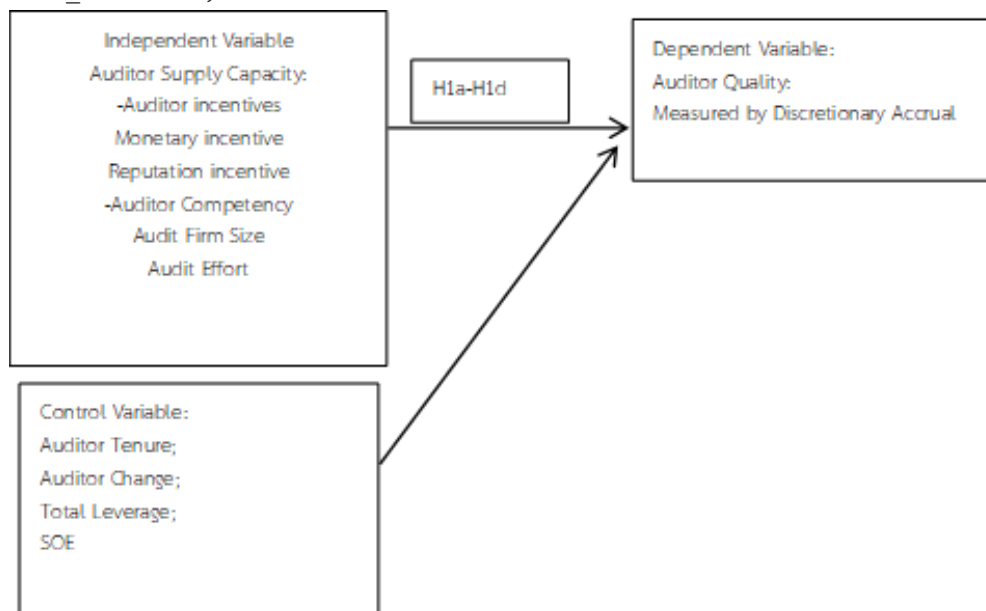 Independent Variable
Auditor Supply Capacity:
-Auditor incentives
Monetary incentive
Reputation incentive
-Auditor Competency
Audit Firm Size
Audit Effort
H1a-H1d
Dependent Variable:
Auditor Quality:
Measured by Discretionary Accrual
Control Variable:
Auditor Tenure;
Auditor Change;
Total Leverage;
SOE